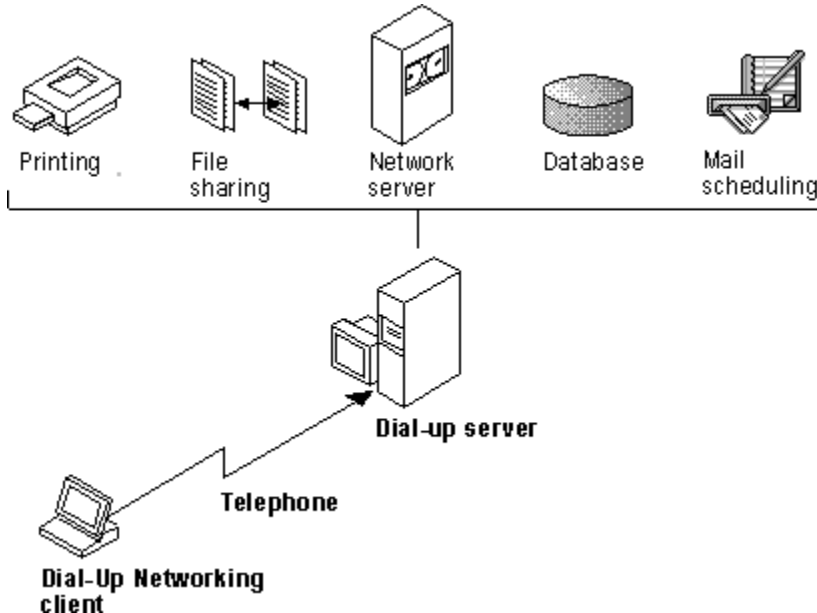 Printing
File
sharing
Network
server
Database
Mail
scheduling
Dial-up server
Telephone
Dial-Up Networking
client